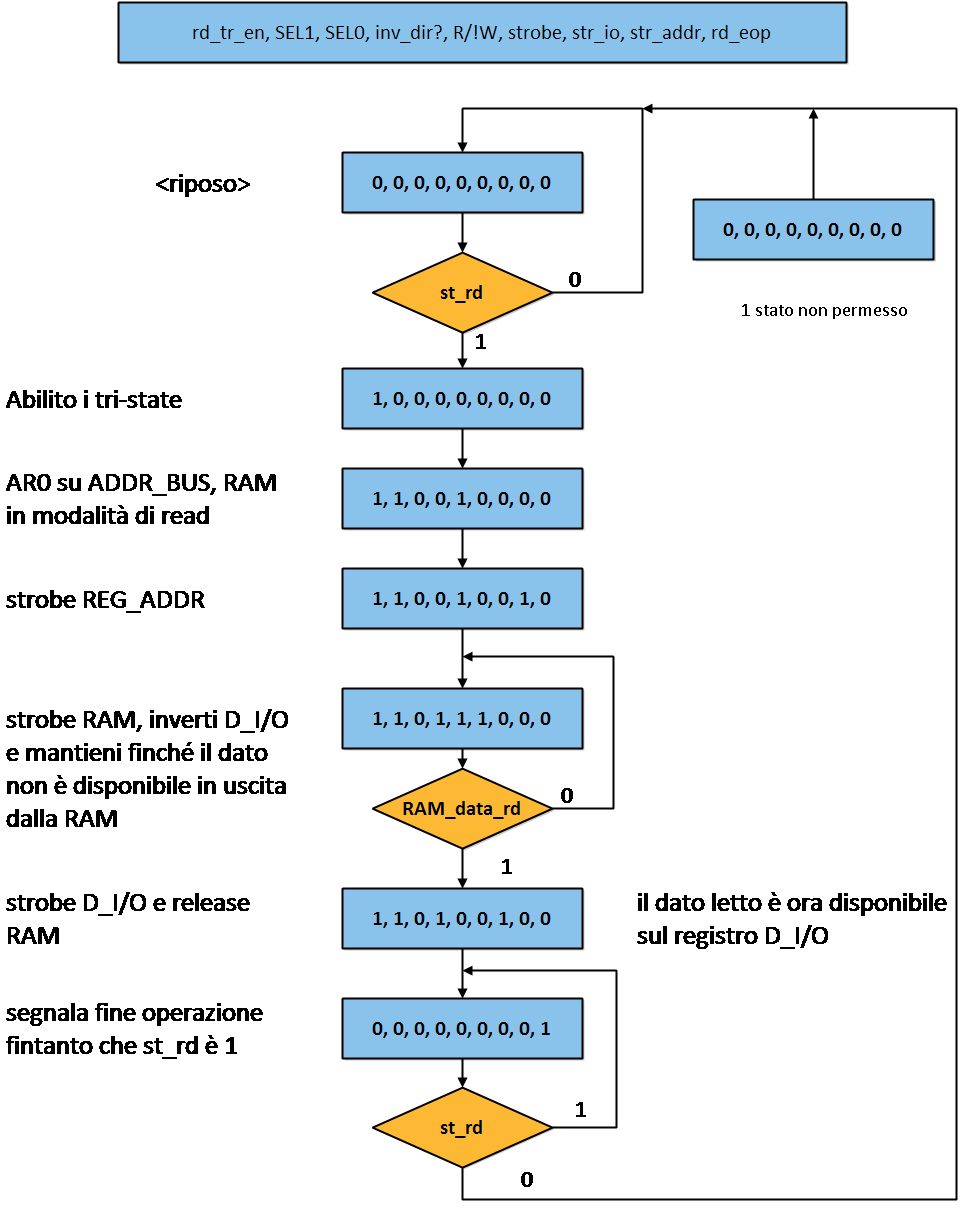 rd_tr_en, SEL1, SEL0, inv_dir?, R/!W, strobe, str_io, str_addr, rd_eop
<riposo>
0, 0, 0, 0, 0, 0, 0, 0, 0
0, 0, 0, 0, 0, 0, 0, 0, 0
1 stato non permesso
st_rd
0
1
Abilito i tri-state
1, 0, 0, 0, 0, 0, 0, 0, 0
AR0 su ADDR_BUS, RAM
in modalità di read
1, 1, 0, 0, 1, 0, 0, 0, 0
strobe REG_ADDR
1, 1, 0, 0, 1, 0, 0, 1, 0
strobe RAM, inverti D_I/O
e mantieni finché il dato
non è disponibile in uscita
dalla RAM
1, 1, 0, 1, 1, 1, 0, 0, 0
RAM_data_rd
0
1
strobe D_I/O e release
RAM
1, 1, 0, 1, 0, 0, 1, 0, 0
il dato letto è ora disponibile
sul registro D_I/O
segnala fine operazione
fintanto che st_rd è 1
0, 0, 0, 0, 0, 0, 0, 0, 1
st_rd
1
0